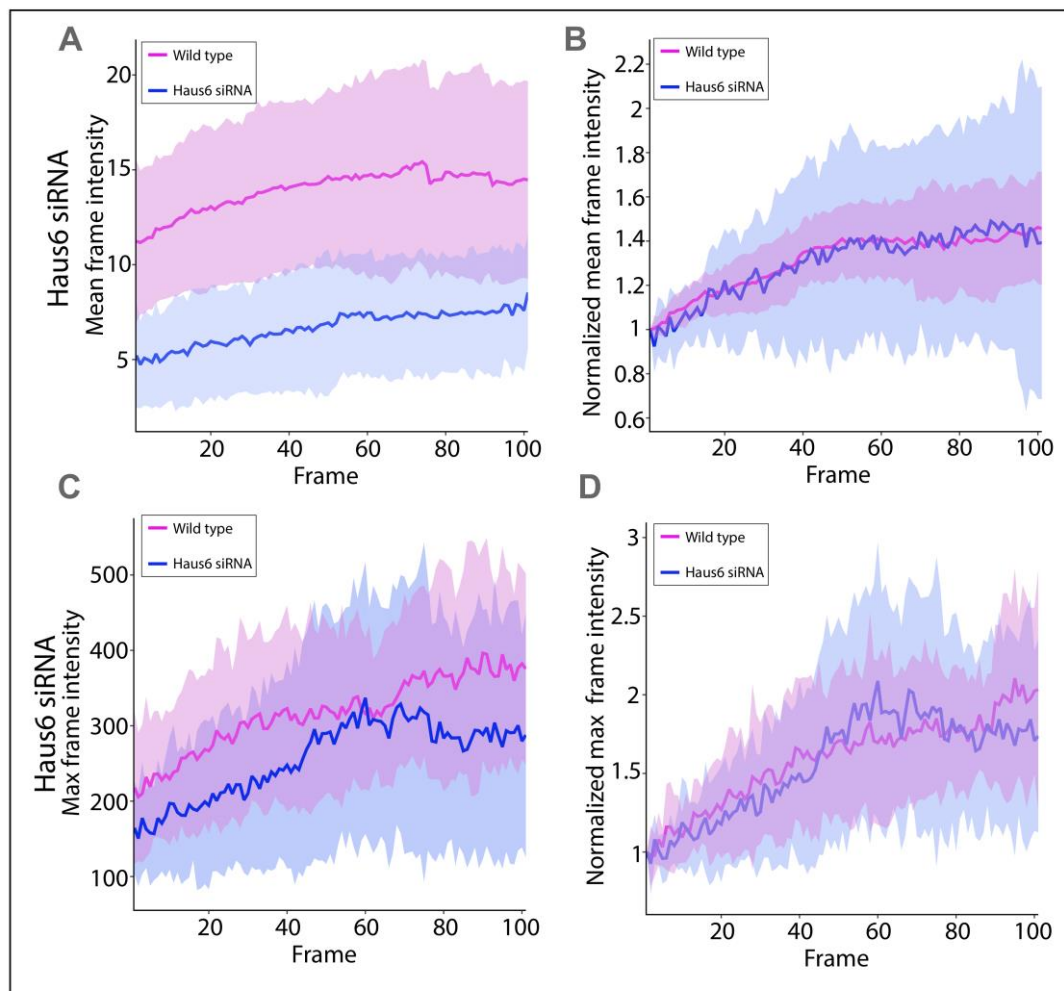 A
Wild type
Haus6 siRNA
Haus6 siRNA
Mean frame intensity
20
15
10
5
20
40
60
80
100
Frame
B
Wild type
Haus6 siRNA
Normalized mean frame intensity
2.2
2
1.8
1.6
1.4
1.2
1
0.8
0.6
20
40
60
80
100
Frame
C
Wild type
Haus6 siRNA
Haus6 siRNA
Max frame intensity
500
400
300
200
100
20
40
60
80
100
Frame
D
Wild type
Haus6 siRNA
Normalized max frame intensity
3
2.5
2
1.5
1
20
40
60
80
100
Frame